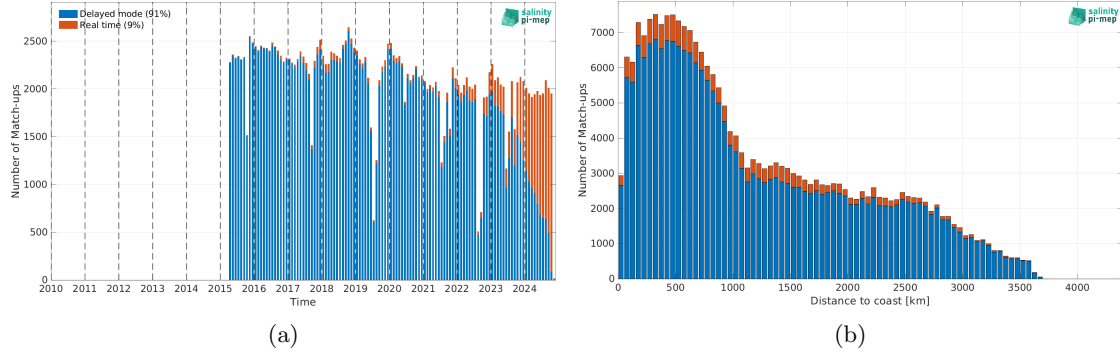 Delayed mode (91%)
Real time (9%)
salinity
pi-mep
Number of Match-ups
2500
2000
1500
1000
500
0
2010 2011 2012 2013 2014 2015 2016 2017 2018 2019 2020 2021 2022 2023 2024
Time
(a)
salinity
pi-mep
Number of Match-ups
7000
6000
5000
4000
3000
2000
1000
0
0 500 1000 1500 2000 2500 3000 3500 4000
Distance to coast [km]
(b)